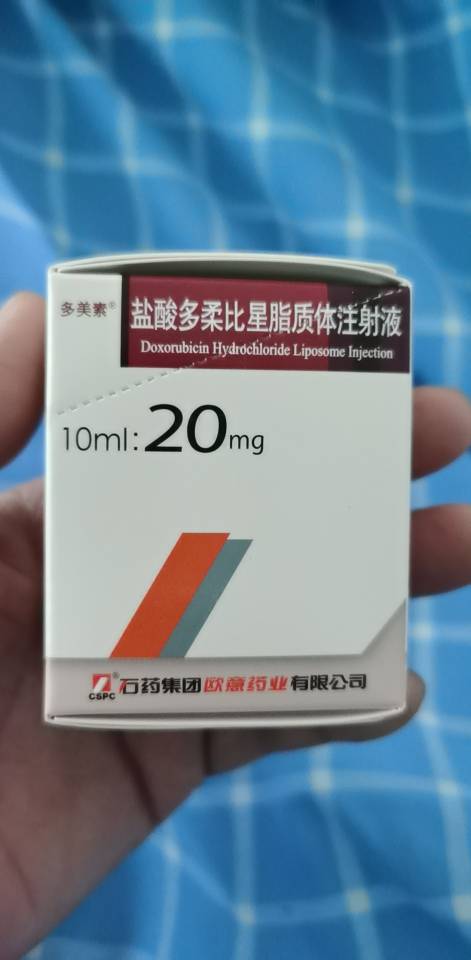 多美素®
盐酸多柔比星脂质体注射液
Doxorubicin Hydrochloride Liposome Injection
10ml:20mg
CSPC® 石药集团欧意药业有限公司